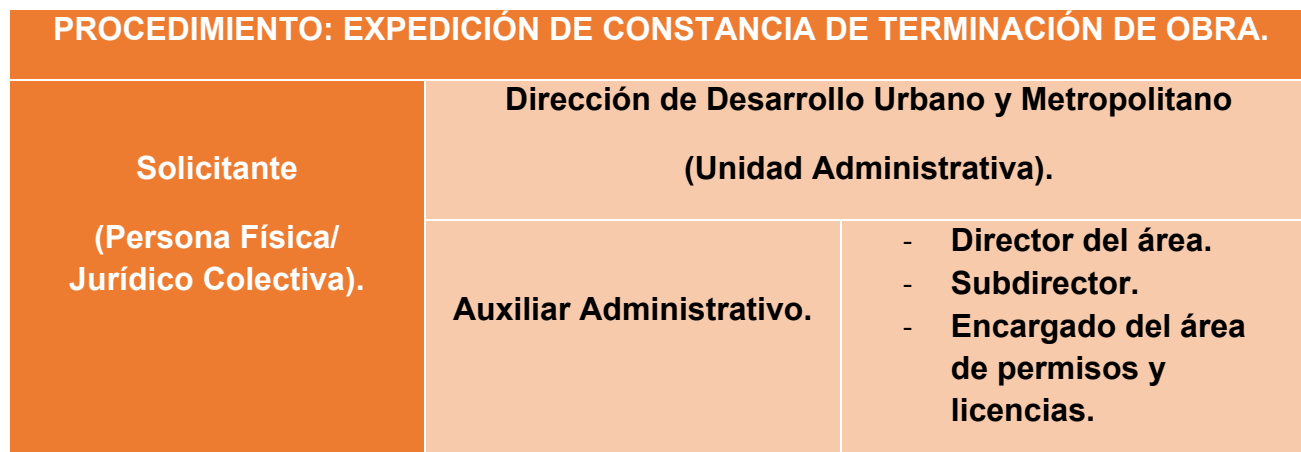 PROCEDIMIENTO: EXPEDICIÓN DE CONSTANCIA DE TERMINACIÓN DE OBRA.
Solicitante
(Persona Física/
Jurídico Colectiva).
Dirección de Desarrollo Urbano y Metropolitano
(Unidad Administrativa).
Auxiliar Administrativo.
- Director del área.
- Subdirector.
- Encargado del área
de permisos y
licencias.